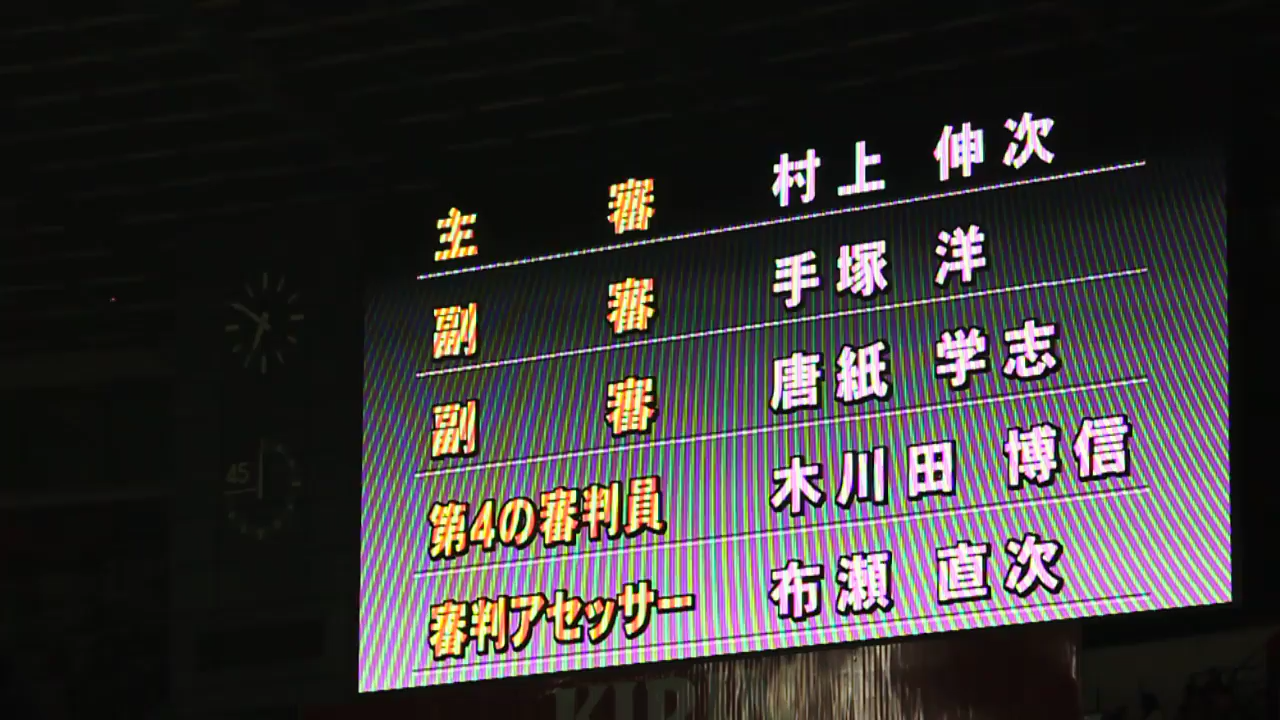 主審 村上 伸次
副審 手塚 洋
副審 唐紙 学志
第4の審判員 木川田 博信
審判アセッサー 布瀬 直次
45